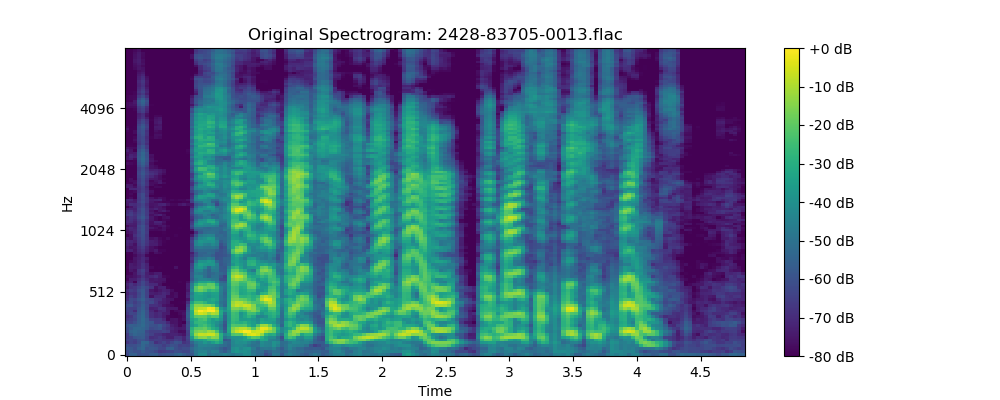 Original Spectrogram: 2428-83705-0013.flac
+0 dB
4096
-10 dB
-20 dB
2048
-30 dB
Hz
-40 dB
1024
-50 dB
512
-60 dB
-70 dB
0
-80 dB
0 0.5 1 1.5 2 2.5 3 3.5 4 4.5
Time